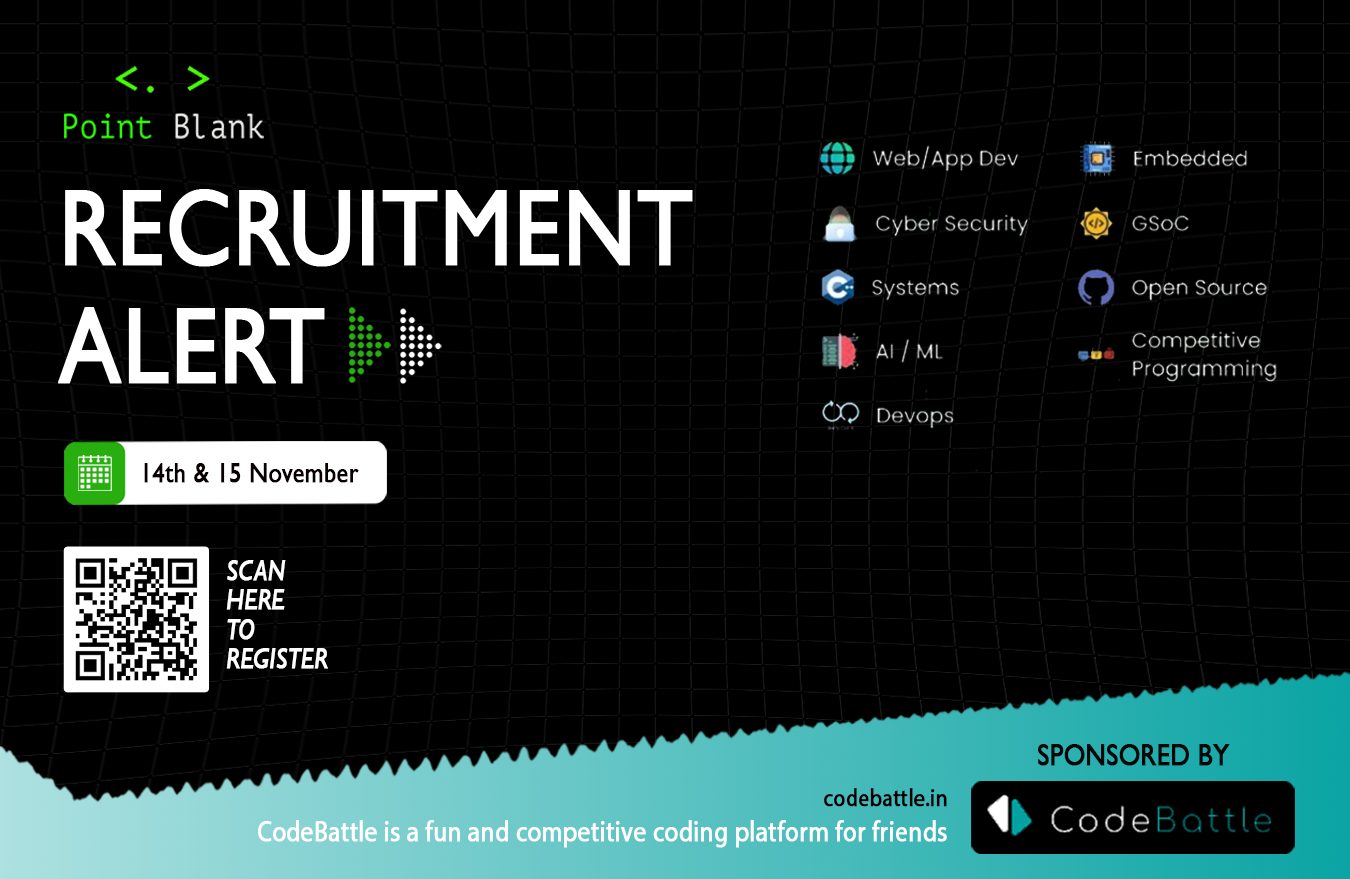 <. >
Point Blank
RECRUITMENT
ALERT
14th & 15 November
SCAN
HERE
TO
REGISTER
Web/App Dev
Cyber Security
Systems
AI / ML
Devops
Embedded
GSoC
Open Source
Competitive
Programming
SPONSORED BY
codebattle.in
CodeBattle is a fun and competitive coding platform for friends
CodeBattle